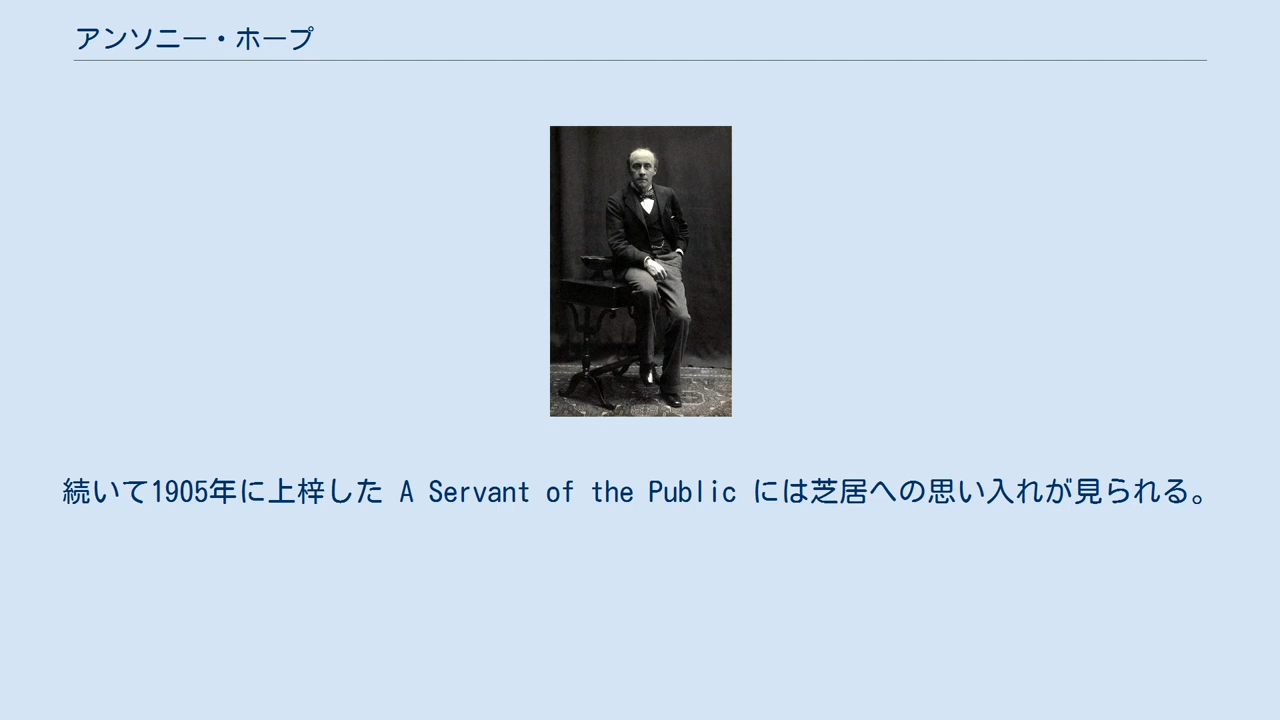 アンソニー・ホープ
続いて1905年に上梓した A Servant of the Public には芝居への思い入れが見られる。